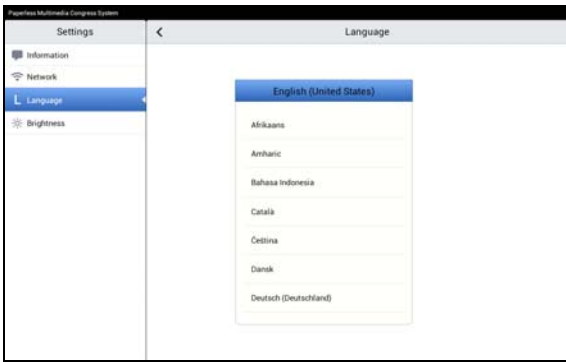 Paperless Multimedia Congress System
Settings
Language
Information
Network
L Language
Brightness
English (United States)
Afrikaans
Amharic
Bahasa Indonesia
Català
Čeština
Dansk
Deutsch (Deutschland)